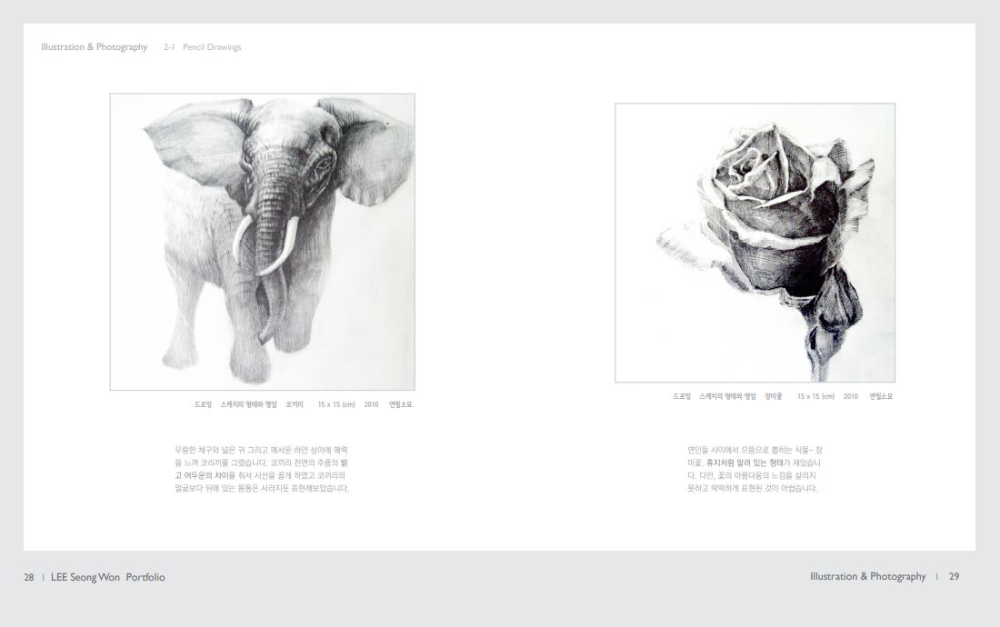 Illustration & Photography 2-1 Pencil Drawings
드로잉 스케치의 형태와 명암 코끼리 15 x 15 (cm) 2010 연필소묘
우람한 체구와 넓은 귀 그리고 매서운 하얀 상아에 매력
을 느껴 코리끼를 그렸습니다. 코끼리 전면의 주름의 밝
고 어두운의 차이를 줘서 시선을 끌게 하였고 코끼리의
얼굴보다 뒤에 있는 몸통은 사라지듯 표현해보았습니다.
드로잉 스케치의 형태와 명암 장미꽃 15 x 15 (cm) 2010 연필소묘
연인들 사이에서 으뜸으로 뽑히는 식물- 장
미꽃, 휴지처럼 말려 있는 형태가 재밌습니
다. 다만, 꽃의 아름다움의 느낌을 살리지
못하고 딱딱하게 표현된 것이 아쉽습니다.
28 | LEE Seong Won Portfolio
Illustration & Photography | 29